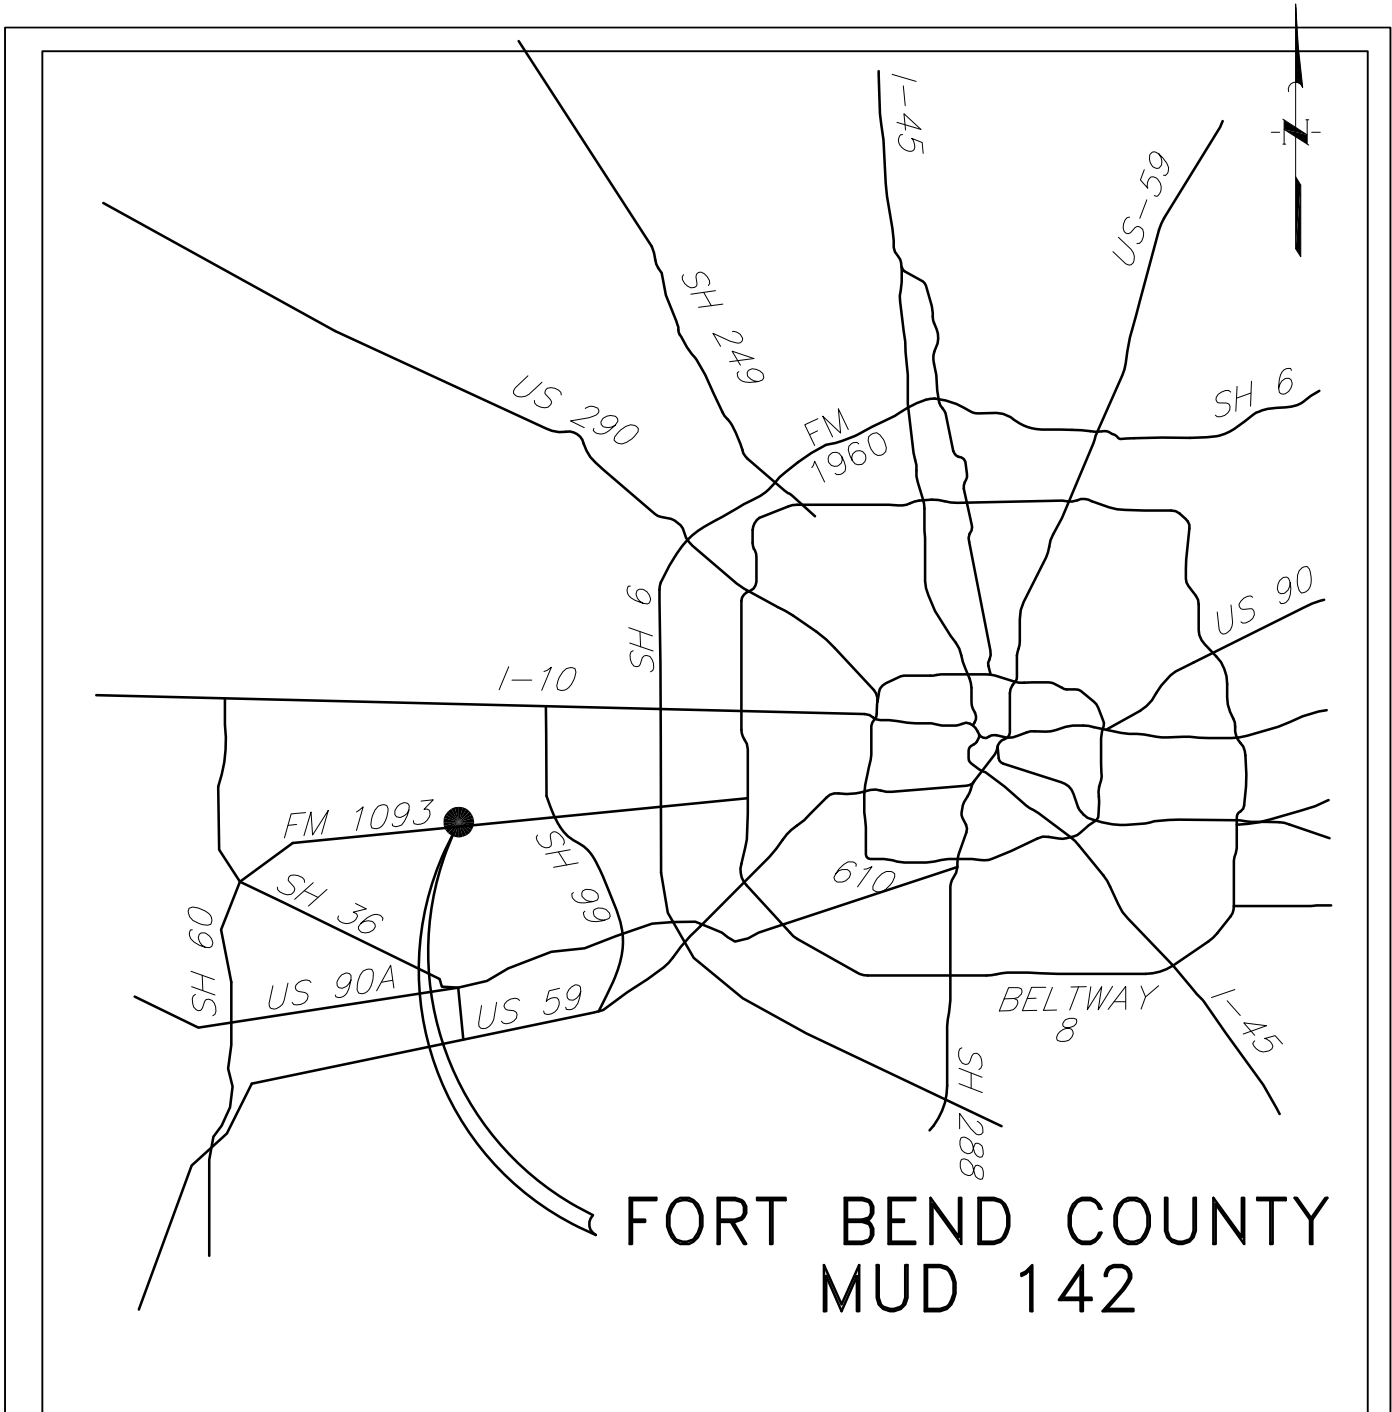 N
I-45
US-59
SH 249
US 290
SH 6
FM
1960
US 90
SH 6
I-10
FM 1093
SH 99
SH 36
610
SH 60
US 90A
US 59
BELTWAY
8
I-45
SH 288
FORT BEND COUNTY
MUD 142